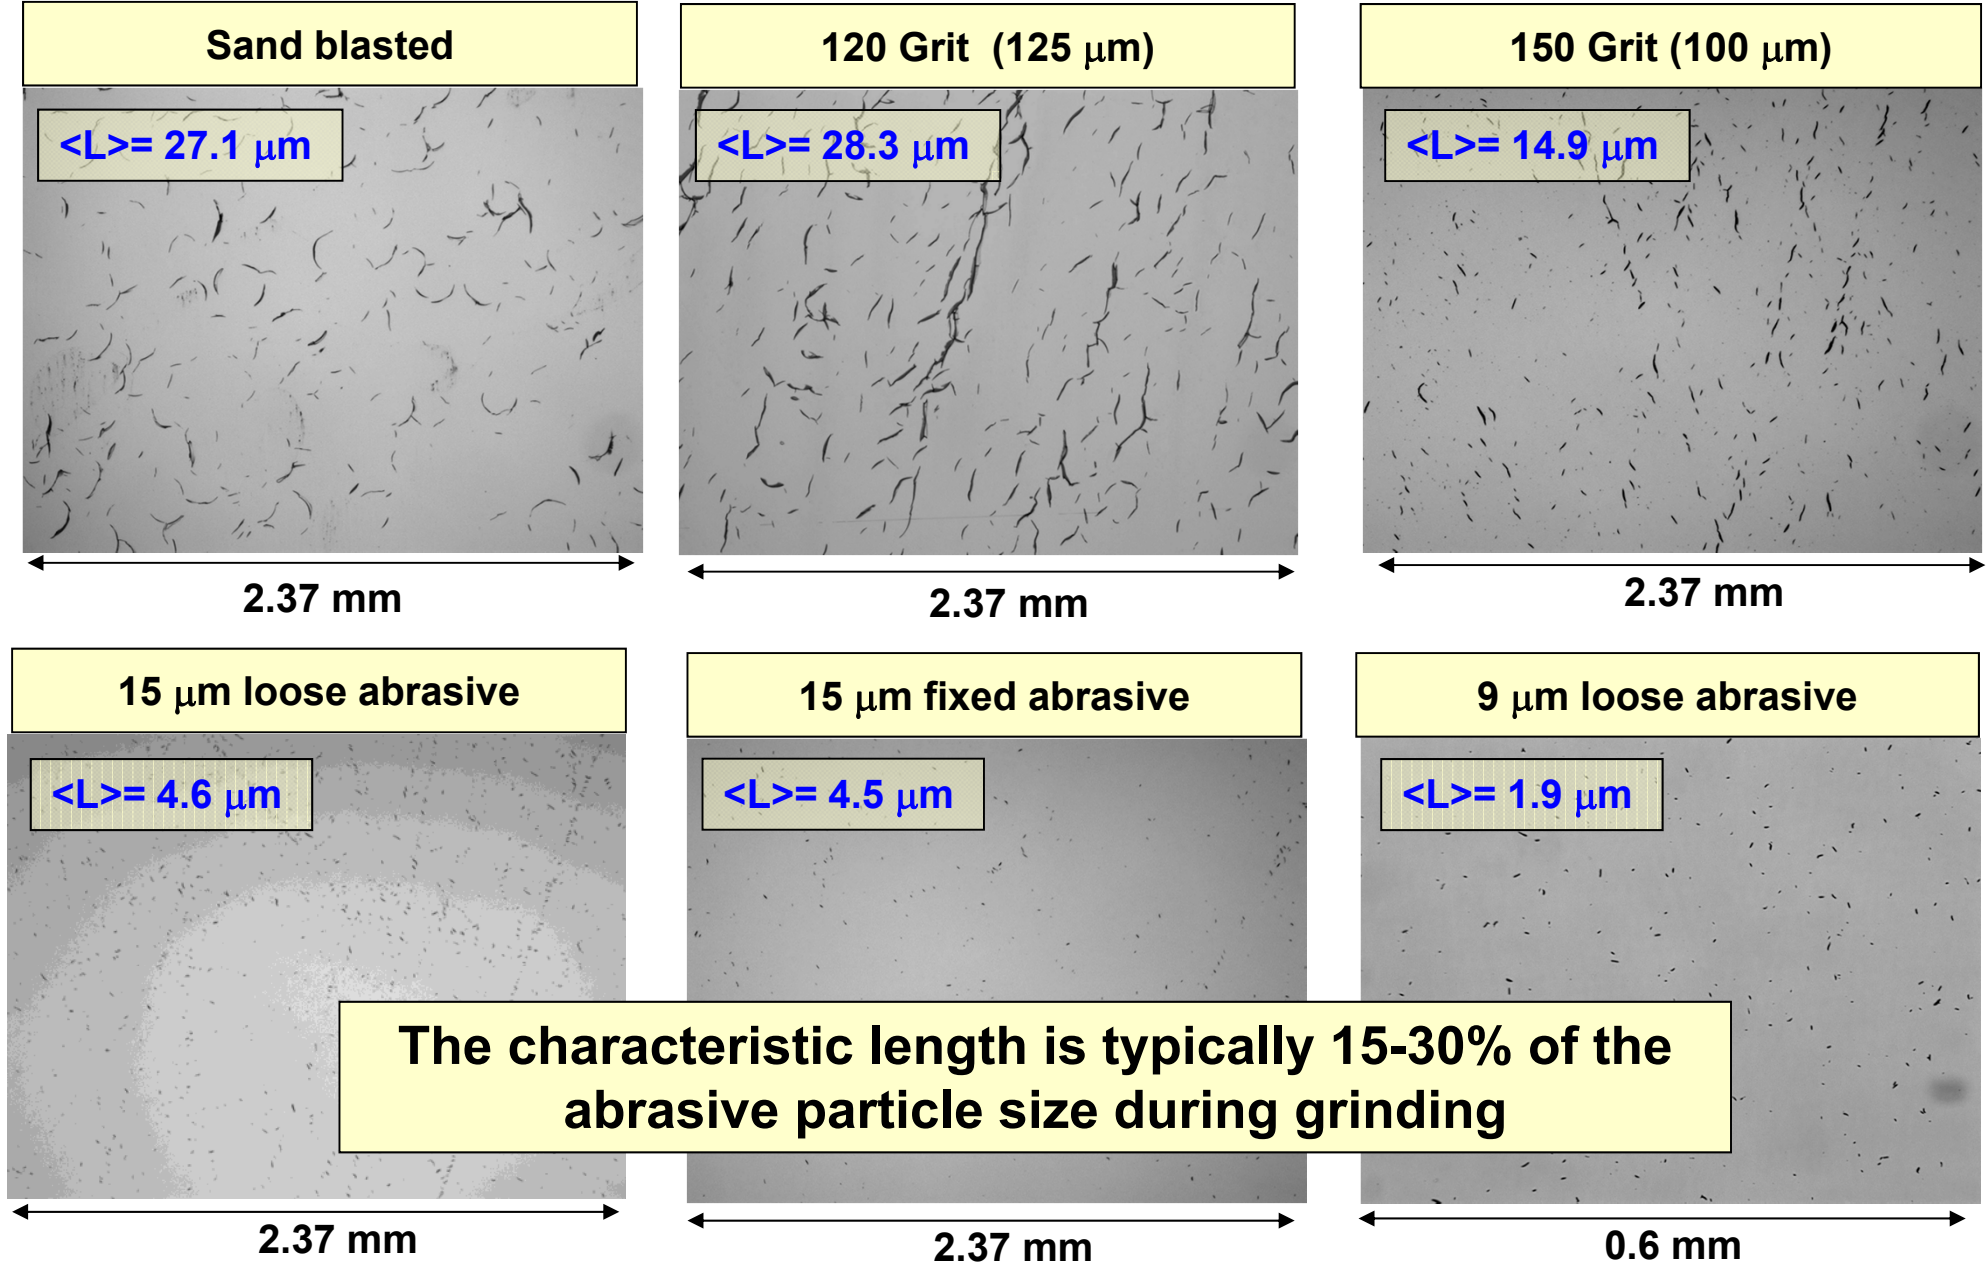 Sand blasted
120 Grit  (125 μm)
150 Grit (100 μm)
<L>= 27.1 μm
<L>= 28.3 μm
<L>= 14.9 μm
2.37 mm
2.37 mm
2.37 mm
15 μm loose abrasive
15 μm fixed abrasive
9 μm loose abrasive
<L>= 4.6 μm
<L>= 4.5 μm
<L>= 1.9 μm
The characteristic length is typically 15-30% of the
abrasive particle size during grinding
2.37 mm
2.37 mm
0.6 mm